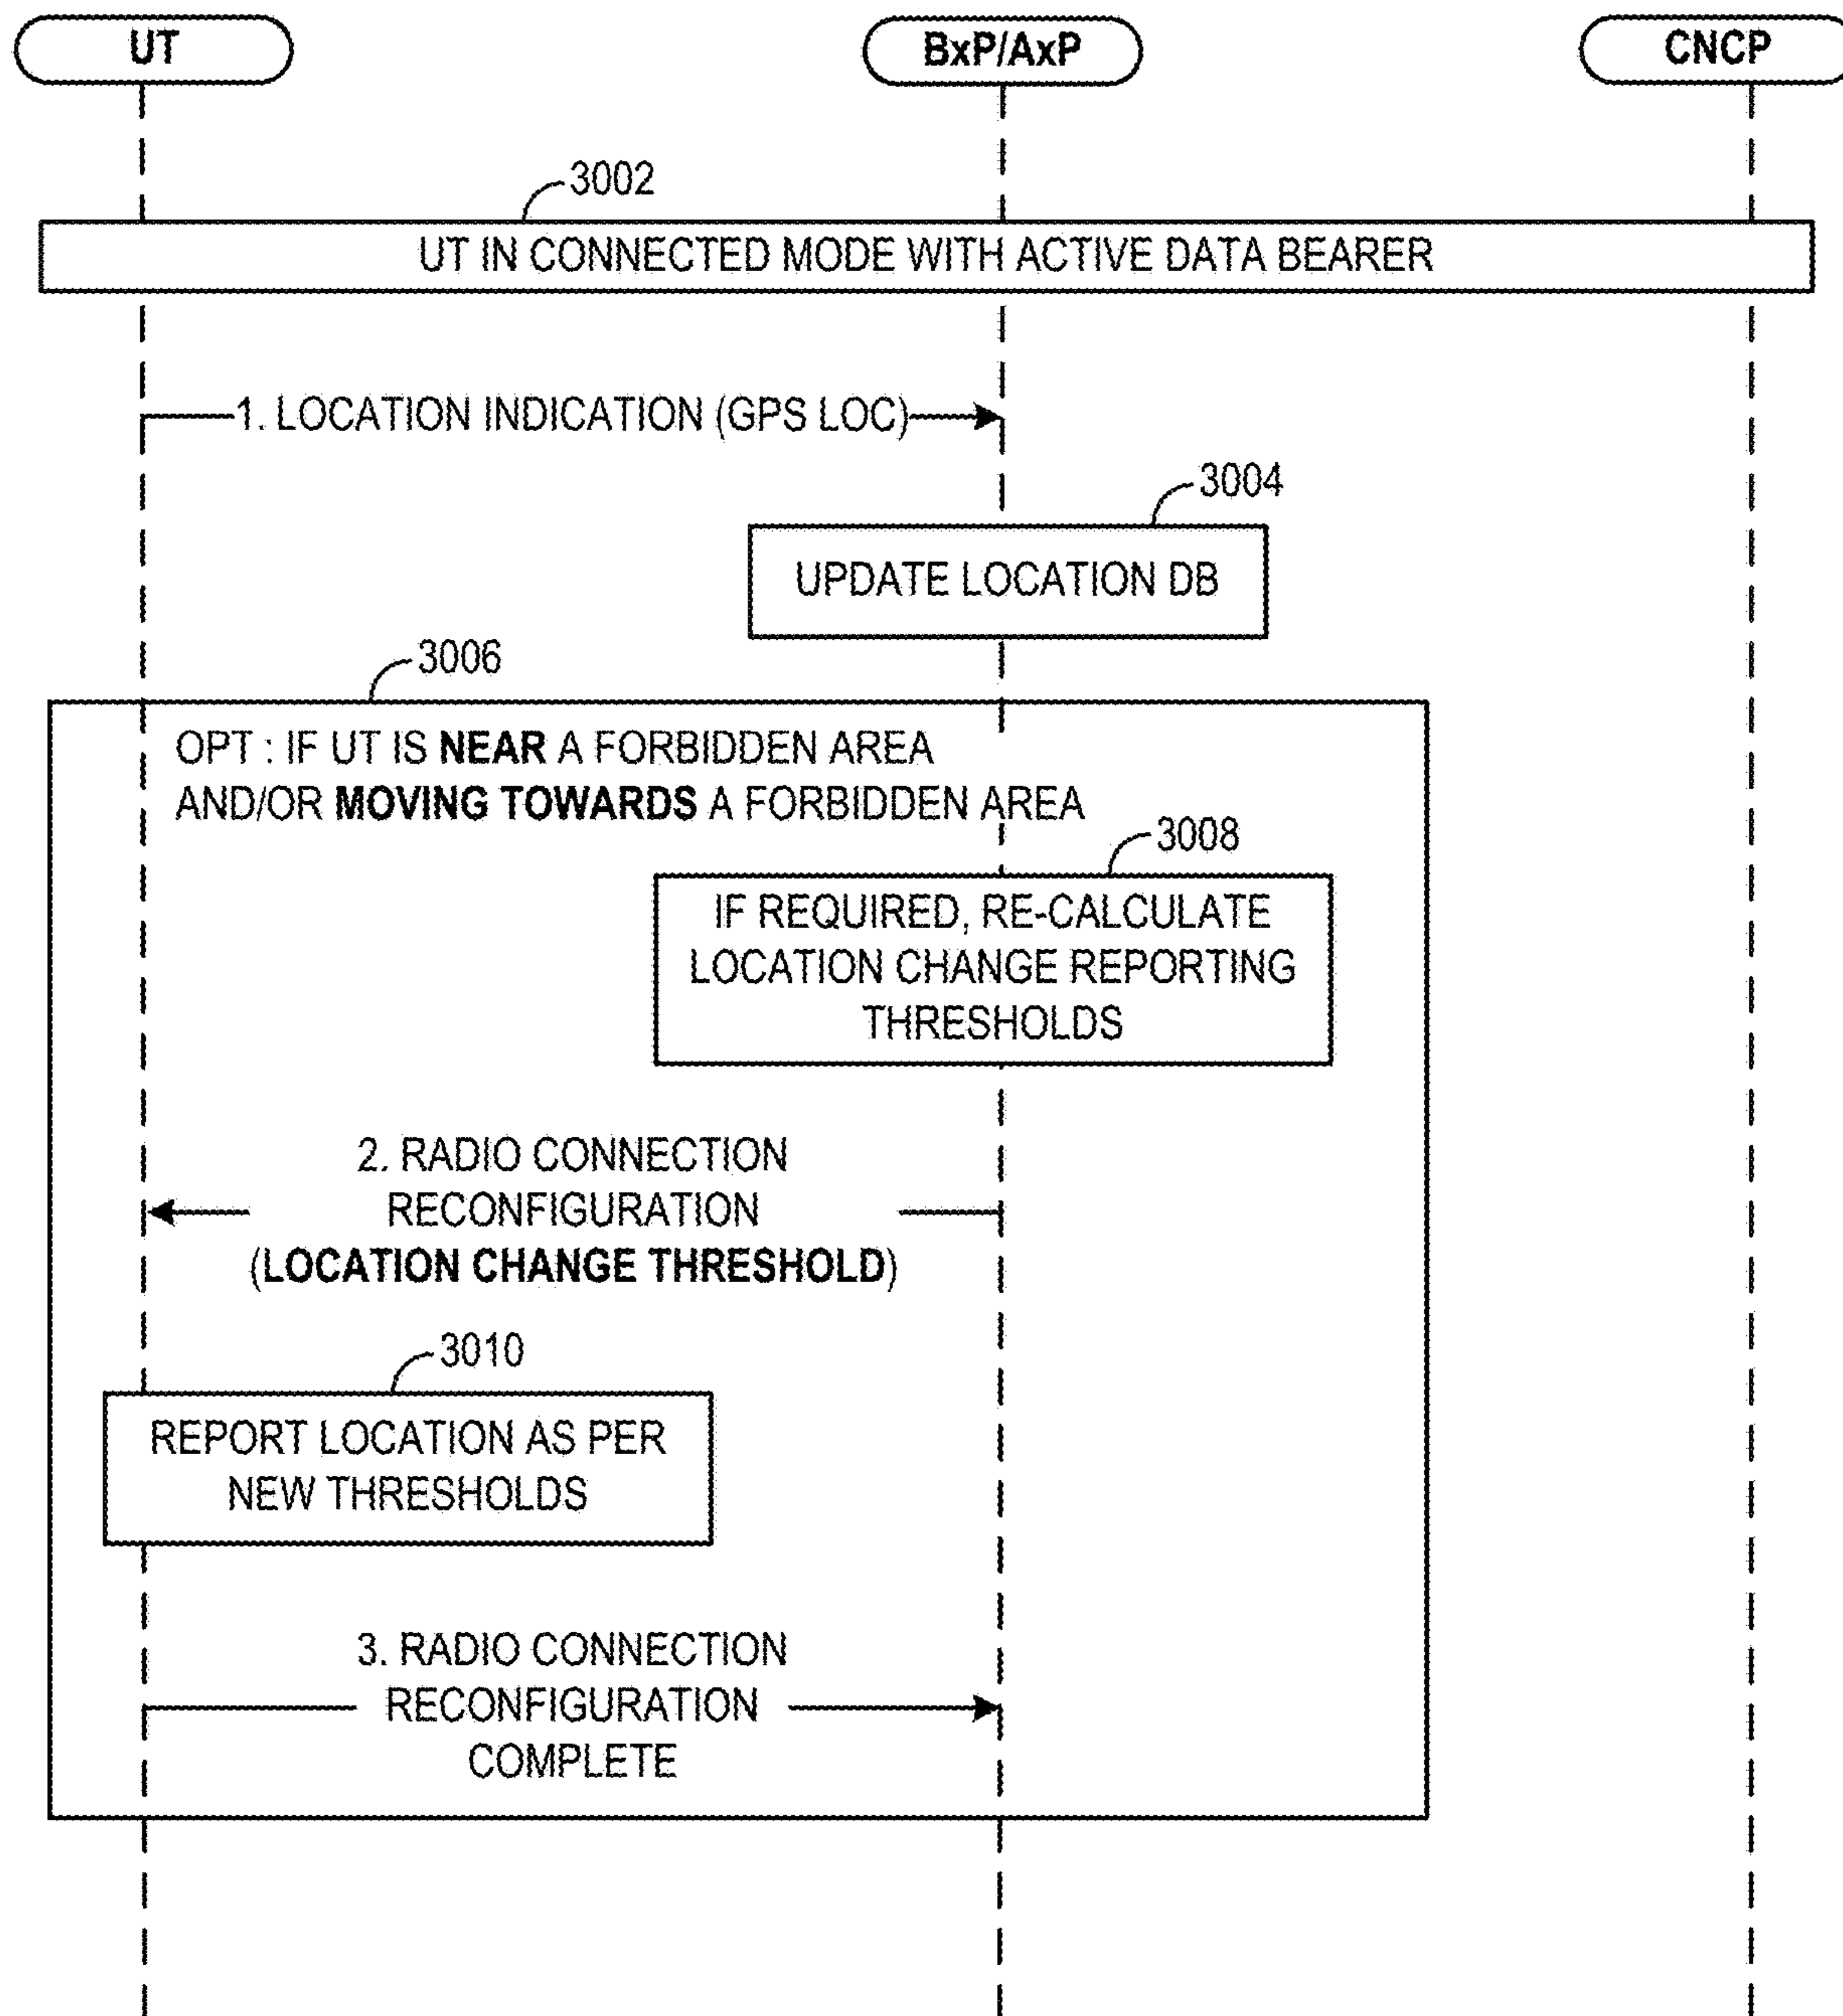 UT
BxP/AxP
CNCP
3002
UT IN CONNECTED MODE WITH ACTIVE DATA BEARER
1. LOCATION INDICATION (GPS LOC)
3004
UPDATE LOCATION DB
3006
OPT : IF UT IS NEAR A FORBIDDEN AREA
AND/OR MOVING TOWARDS A FORBIDDEN AREA
3008
IF REQUIRED, RE-CALCULATE
LOCATION CHANGE REPORTING
THRESHOLDS
2. RADIO CONNECTION
RECONFIGURATION
(LOCATION CHANGE THRESHOLD)
3010
REPORT LOCATION AS PER
NEW THRESHOLDS
3. RADIO CONNECTION
RECONFIGURATION
COMPLETE